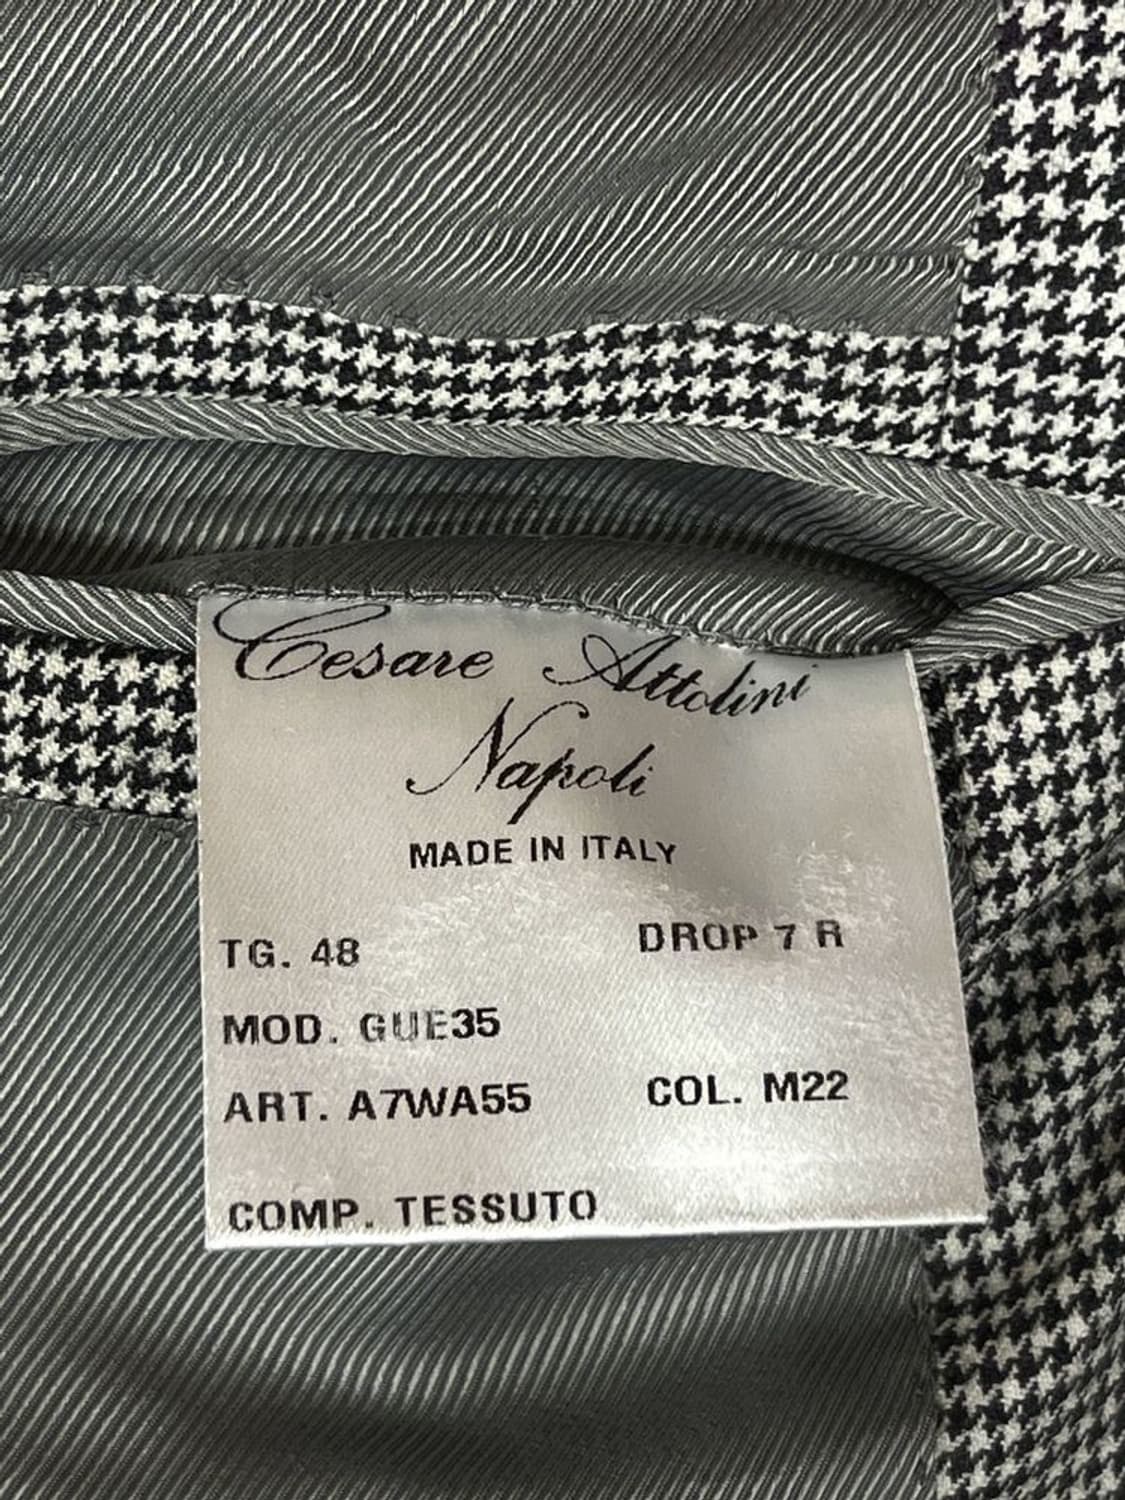 Cesare Attolini
Napoli
MADE IN ITALY
TG. 48 DROP 7 R
MOD. GUE35
ART. A7WA55 COL. M22
COMP. TESSUTO